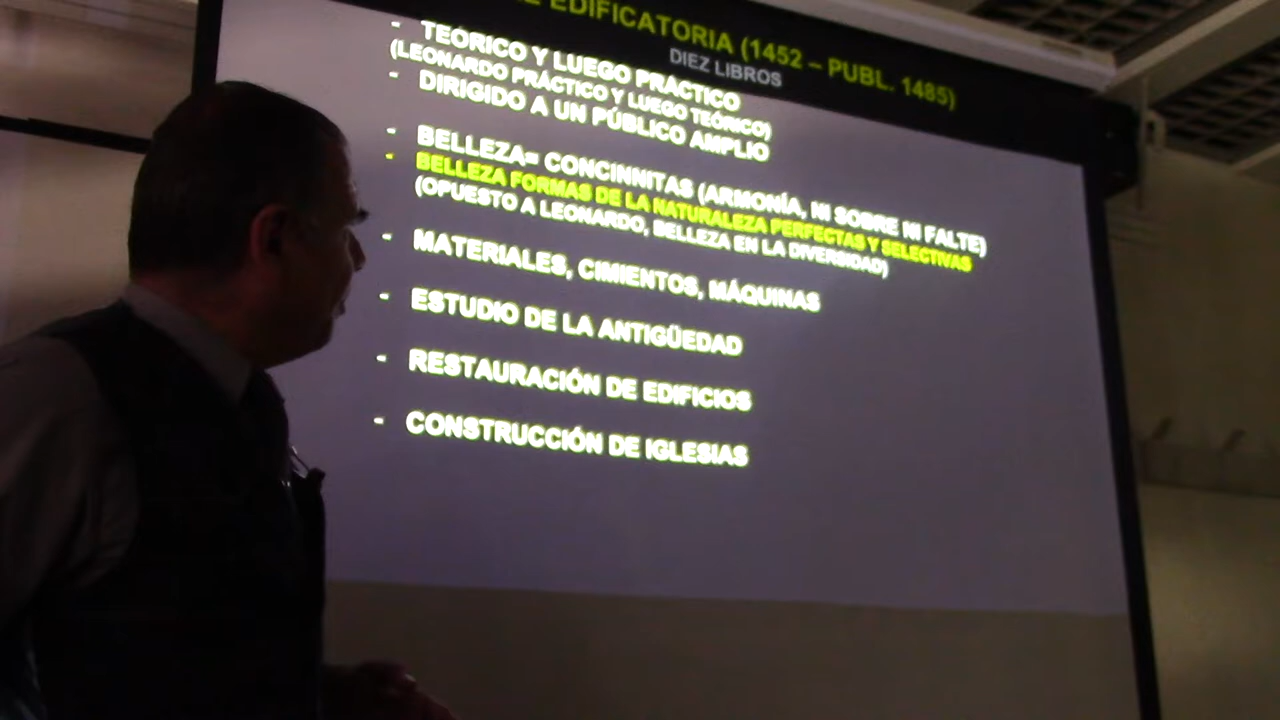 EDIFICATORIA (1452 – PUBL. 1485)
DIEZ LIBROS
- TEÓRICO Y LUEGO PRÁCTICO
(LEONARDO PRÁCTICO Y LUEGO TEÓRICO)
- DIRIGIDO A UN PÚBLICO AMPLIO
- BELLEZA= CONCINNITAS (ARMONÍA, NI SOBRE NI FALTE)
- BELLEZA FORMAS DE LA NATURALEZA PERFECTAS Y SELECTIVAS
(OPUESTO A LEONARDO, BELLEZA EN LA DIVERSIDAD)
- MATERIALES, CIMIENTOS, MÁQUINAS
- ESTUDIO DE LA ANTIGÜEDAD
- RESTAURACIÓN DE EDIFICIOS
- CONSTRUCCIÓN DE IGLESIAS